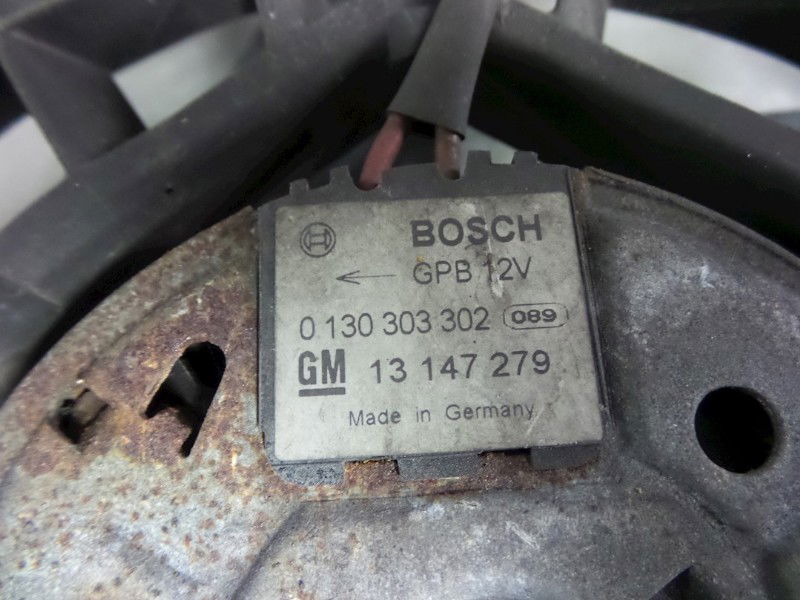 BOSCH
GPB 12V
0 130 303 302 089
GM 13 147 279
Made in Germany